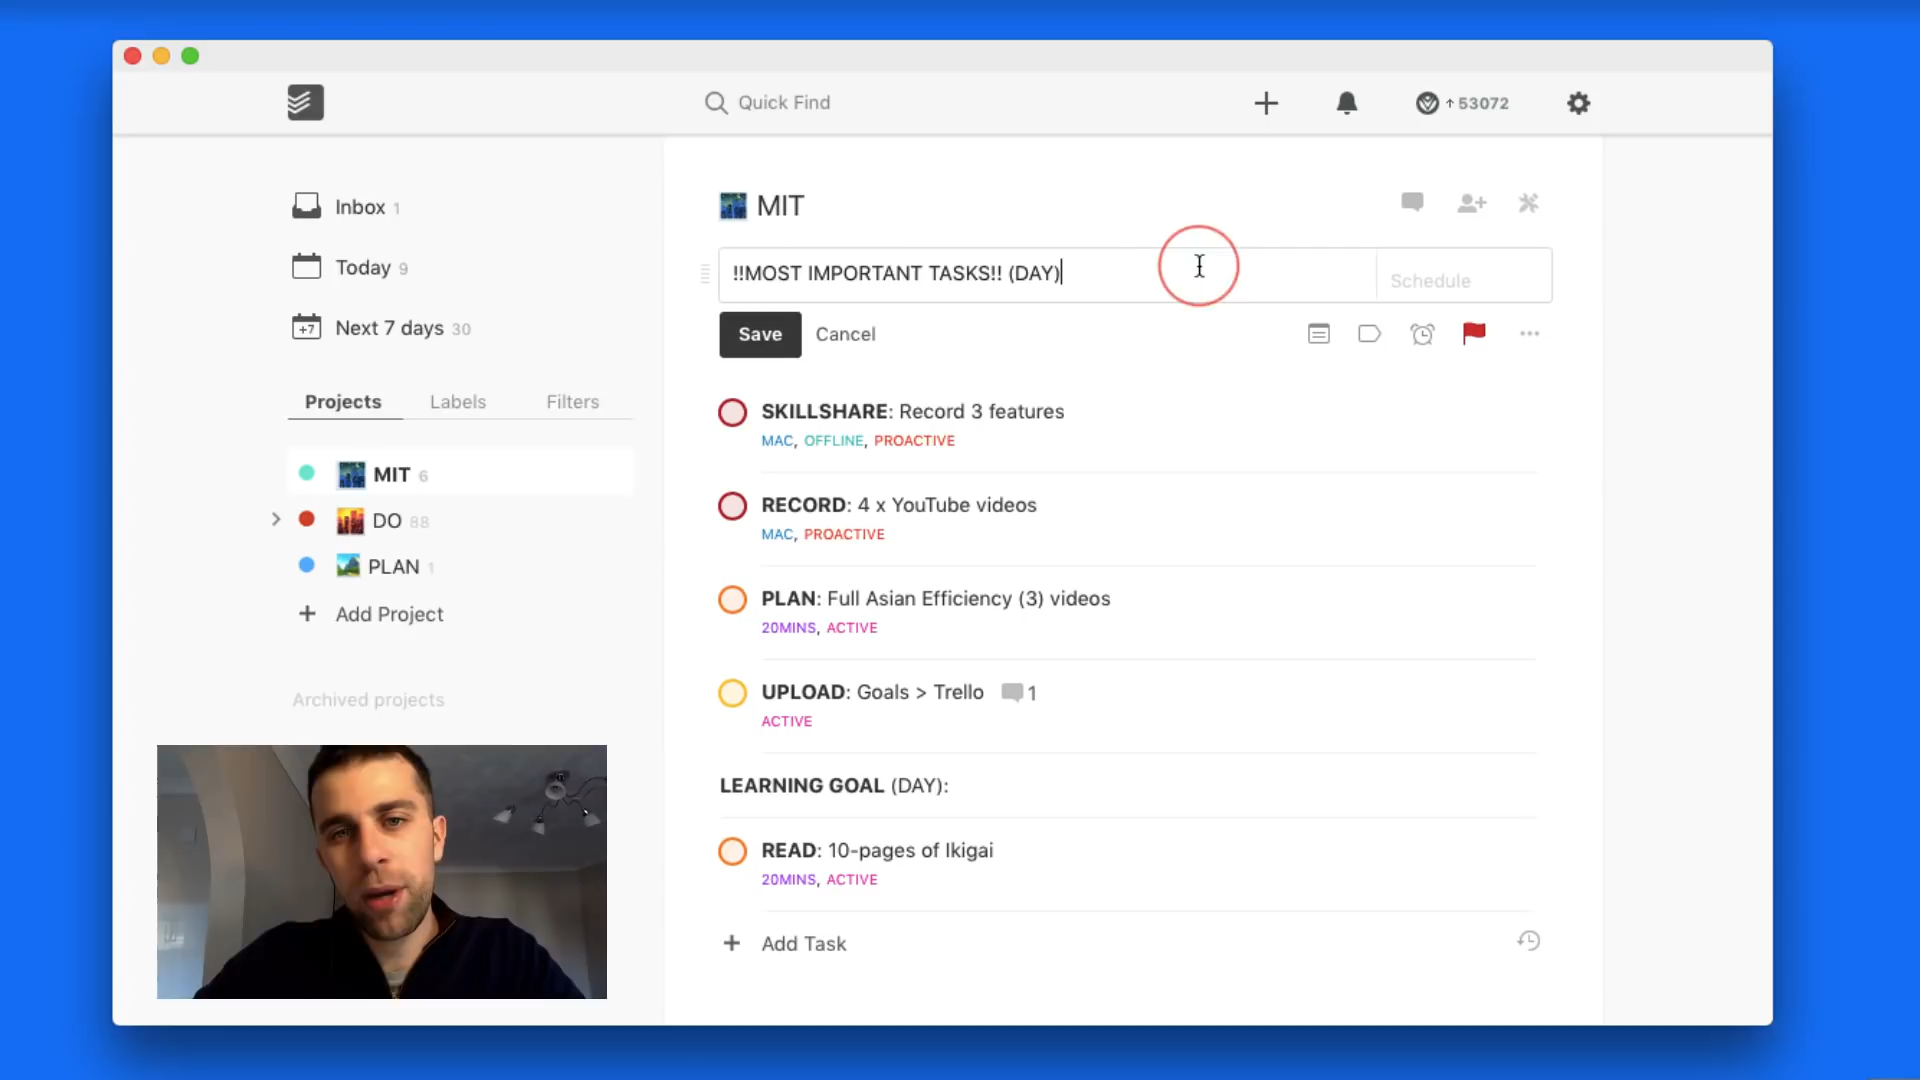 Quick Find
53072
Inbox 1
Today 9
+7 Next 7 days 30
Projects Labels Filters
MIT 6
DO 88
PLAN 1
+ Add Project
Archived projects
MIT
!!MOST IMPORTANT TASKS!! (DAY)
Schedule
Save Cancel
SKILLSHARE: Record 3 features
MAC, OFFLINE, PROACTIVE
RECORD: 4 x YouTube videos
MAC, PROACTIVE
PLAN: Full Asian Efficiency (3) videos
20MINS, ACTIVE
UPLOAD: Goals > Trello 1
ACTIVE
LEARNING GOAL (DAY):
READ: 10-pages of Ikigai
20MINS, ACTIVE
+ Add Task